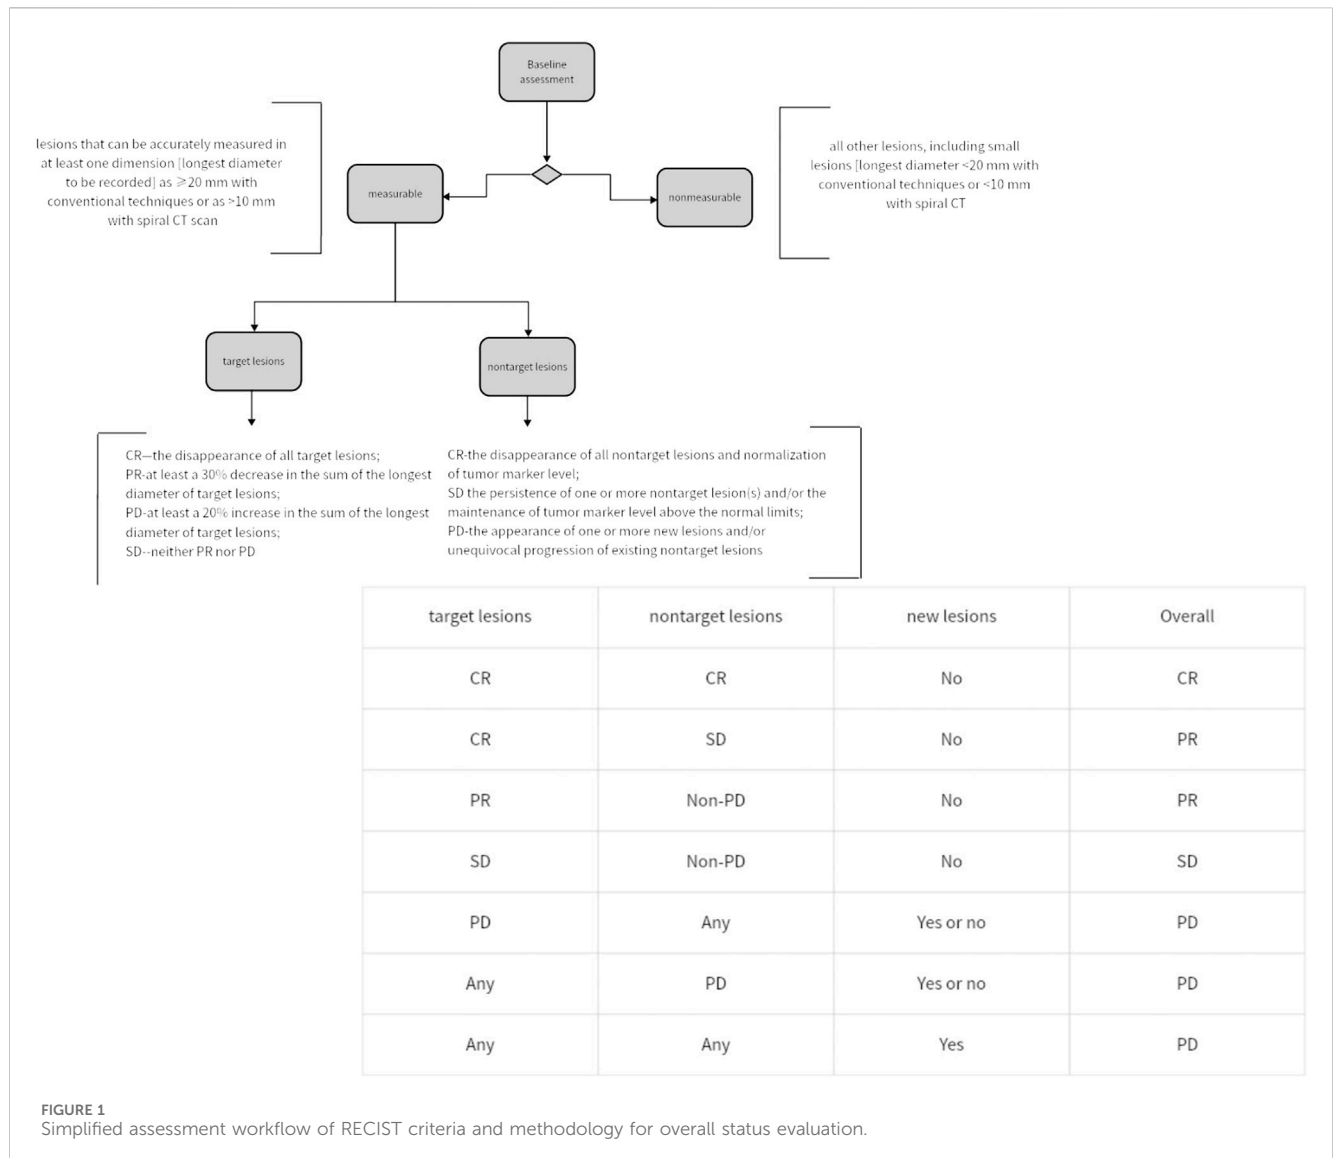 Baseline
assessment
lesions that can be accurately measured in
at least one dimension [longest diameter
to be recorded] as ⩾20 mm with
conventional techniques or as >10 mm
with spiral CT scan
measurable
nonmeasurable
all other lesions, including small
lesions [longest diameter <20 mm with
conventional techniques or <10 mm
with spiral CT
target lesions
nontarget lesions
CR—the disappearance of all target lesions;
PR-at least a 30% decrease in the sum of the longest
diameter of target lesions;
PD-at least a 20% increase in the sum of the longest
diameter of target lesions;
SD--neither PR nor PD
CR-the disappearance of all nontarget lesions and normalization
of tumor marker level;
SD the persistence of one or more nontarget lesion(s) and/or the
maintenance of tumor marker level above the normal limits;
PD-the appearance of one or more new lesions and/or
unequivocal progression of existing nontarget lesions
target lesions nontarget lesions new lesions Overall
CR CR No CR
CR SD No PR
PR Non-PD No PR
SD Non-PD No SD
PD Any Yes or no PD
Any PD Yes or no PD
Any Any Yes PD
FIGURE 1
Simplified assessment workflow of RECIST criteria and methodology for overall status evaluation.